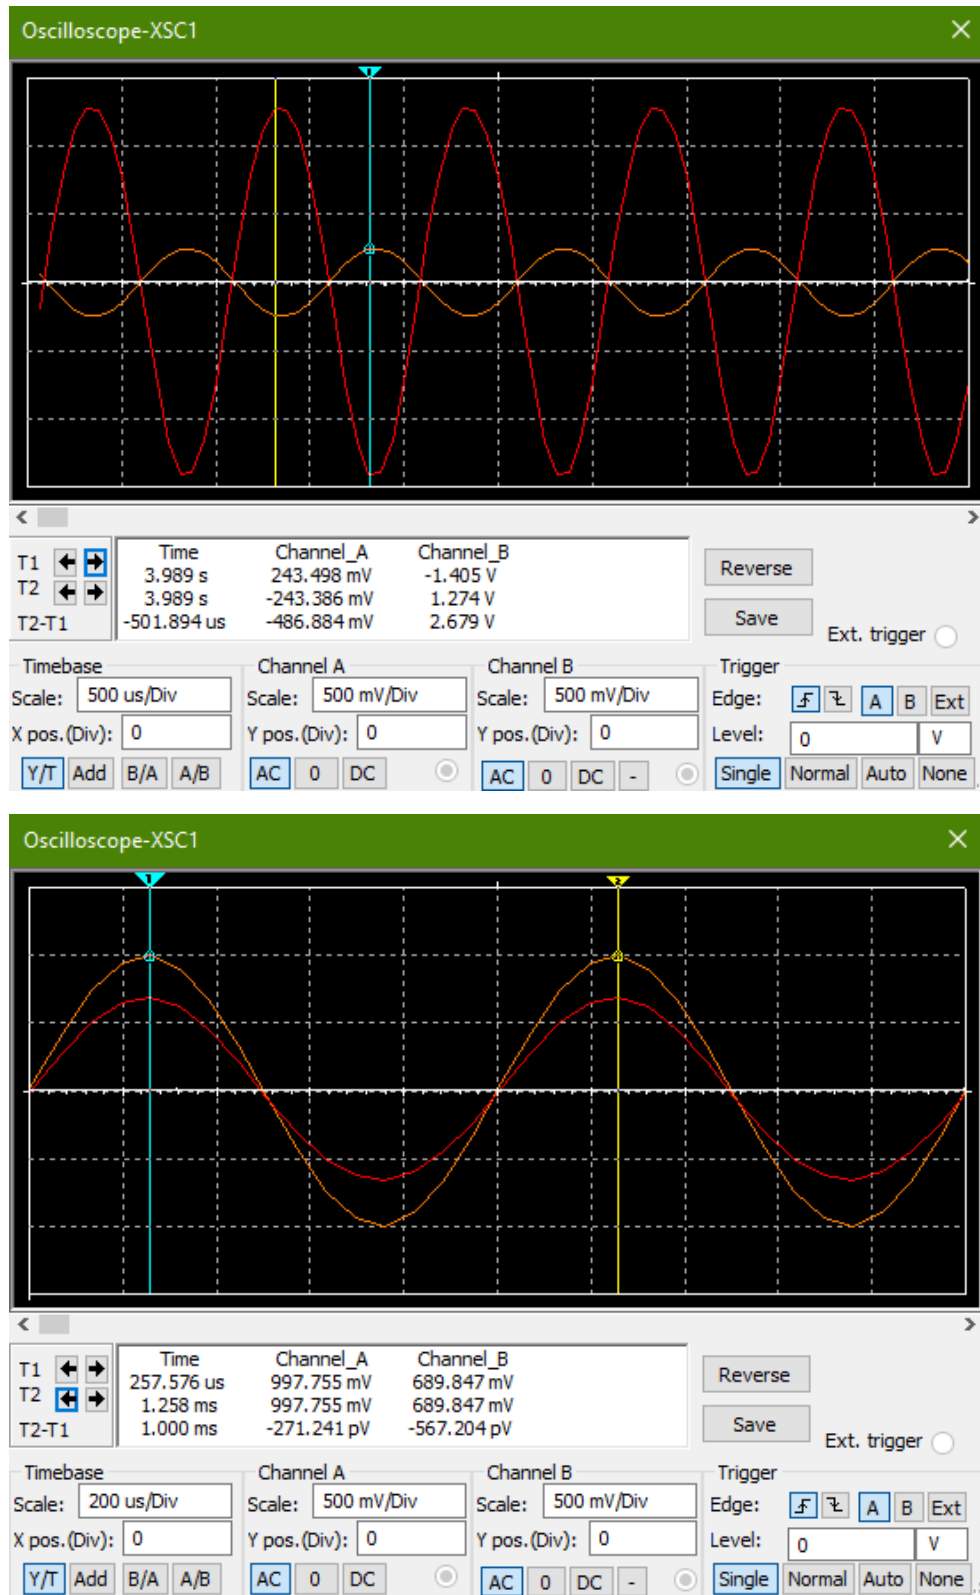 Oscilloscope-XSC1
1
T1
T2
T2-T1
Time Channel_A Channel_B
3.989 s 243.498 mV -1.405 V
3.989 s -243.386 mV 1.274 V
-501.894 us -486.884 mV 2.679 V
Reverse
Save
Ext. trigger
Timebase Channel A Channel B Trigger
Scale: 500 us/Div Scale: 500 mV/Div Scale: 500 mV/Div Edge: A B Ext
X pos.(Div): 0 Y pos.(Div): 0 Y pos.(Div): 0 Level: 0 V
Y/T Add B/A A/B AC 0 DC AC 0 DC - Single Normal Auto None
Oscilloscope-XSC1
1 2
T1
T2
T2-T1
Time Channel_A Channel_B
257.576 us 997.755 mV 689.847 mV
1.258 ms 997.755 mV 689.847 mV
1.000 ms -271.241 pV -567.204 pV
Reverse
Save
Ext. trigger
Timebase Channel A Channel B Trigger
Scale: 200 us/Div Scale: 500 mV/Div Scale: 500 mV/Div Edge: A B Ext
X pos.(Div): 0 Y pos.(Div): 0 Y pos.(Div): 0 Level: 0 V
Y/T Add B/A A/B AC 0 DC AC 0 DC - Single Normal Auto None